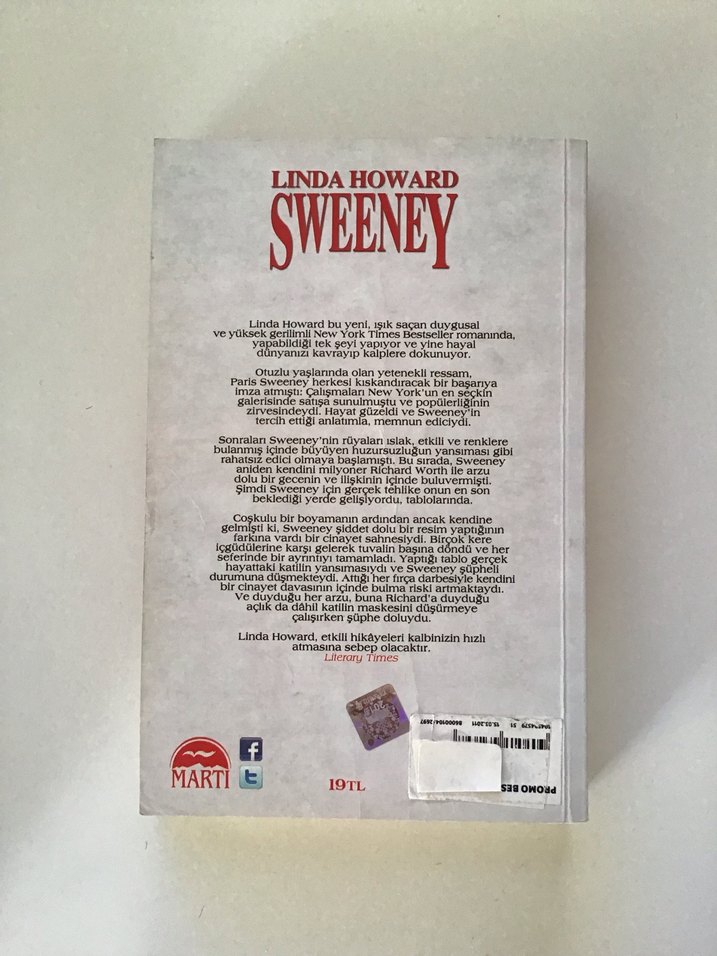 LINDA HOWARD
SWEENEY
Linda Howard bu yeni, ışık saçan duygusal
ve yüksek gerilimli New York Times Bestseller romanında,
yapabildiği tek şeyi yapıyor ve yine hayal
dünyanızı kavrayıp kalplere dokunuyor.
Otuzlu yaşlarında olan yetenekli ressam,
Paris Sweeney herkesi kıskandıracak bir başarıya
imza atmıştı: Çalışmaları New York'un en seçkin
galerisinde satışa sunulmuştu ve popülerliğinin
zirvesindeydi. Hayat güzeldi ve Sweeney'in
tercih ettiği anlatımla, memnun ediciydi.
Sonraları Sweeney'nin rüyaları ıslak, etkili ve renklere
bulanmış içinde büyüyen huzursuzluğun yansıması gibi
rahatsız edici olmaya başlamıştı. Bu sırada, Sweeney
aniden kendini milyoner Richard Worth ile arzu
dolu bir gecenin ve ilişkinin içinde buluvermişti.
Şimdi Sweeney için gerçek tehlike onun en son
beklediği yerde gelişiyordu, tablolarında.
Coşkulu bir boyamanın ardından ancak kendine
gelmişti ki, Sweeney şiddet dolu bir resim yaptığının
farkına vardı bir cinayet sahnesiydi. Birçok kere
içgüdülerine karşı gelerek tuvalin başına döndü ve her
seferinde bir ayrıntıyı tamamladı. Yaptığı tablo gerçek
hayattaki katilin yansımasıydı ve Sweeney şüpheli
durumuna düşmekteydi. Attığı her fırça darbesiyle kendini
bir cinayet davasının içinde bulma riski artmaktaydı.
Ve duyduğu her arzu, buna Richard'a duyduğu
açlık da dâhil katilin maskesini düşürmeye
çalışırken şüphe doluydu.
Linda Howard, etkili hikâyeleri kalbinizin hızlı
atmasına sebep olacaktır.
Literary Times
MARTI
f
t
19TL
PROMO BES
15.03.2011 86000104/2697